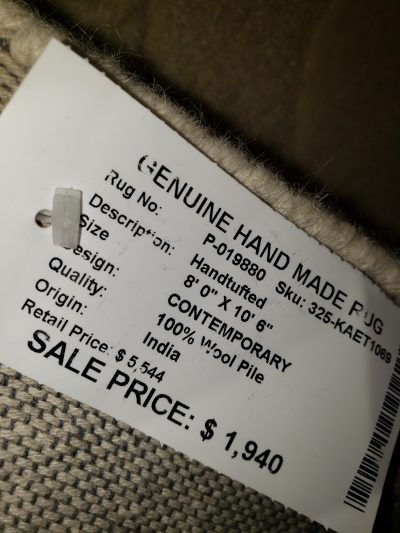 GENUINE HAND MADE RUG
Rug No: P-019880 Sku: 325-KAET1069
Description: Handtufted
Size 8' 0" X 10' 6"
Design: CONTEMPORARY
Quality: 100% Wool Pile
Origin: India
Retail Price: $ 5,544
SALE PRICE: $ 1,940